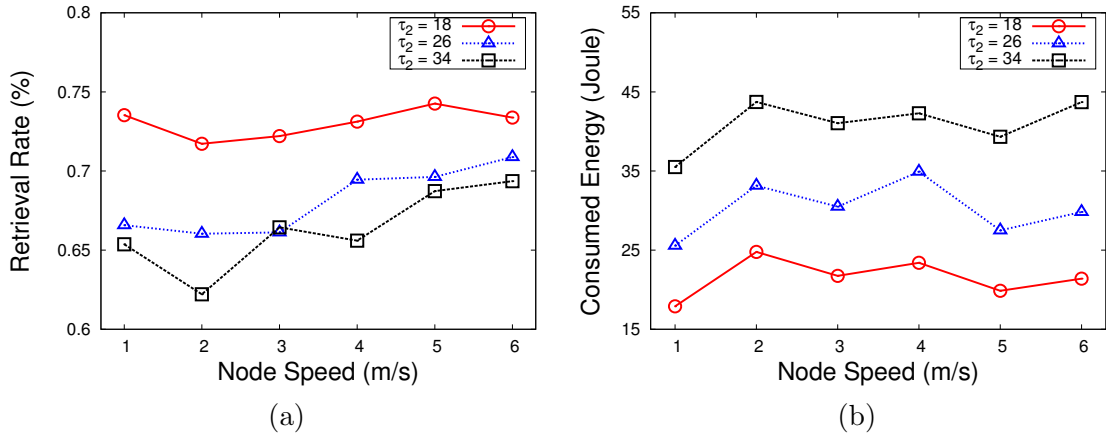 0.8
0.75
0.7
0.65
0.6
Retrieval Rate (%)
τ2 = 18
τ2 = 26
τ2 = 34
1 2 3 4 5 6
Node Speed (m/s)
(a)
55
45
35
25
15
Consumed Energy (Joule)
τ2 = 18
τ2 = 26
τ2 = 34
1 2 3 4 5 6
Node Speed (m/s)
(b)